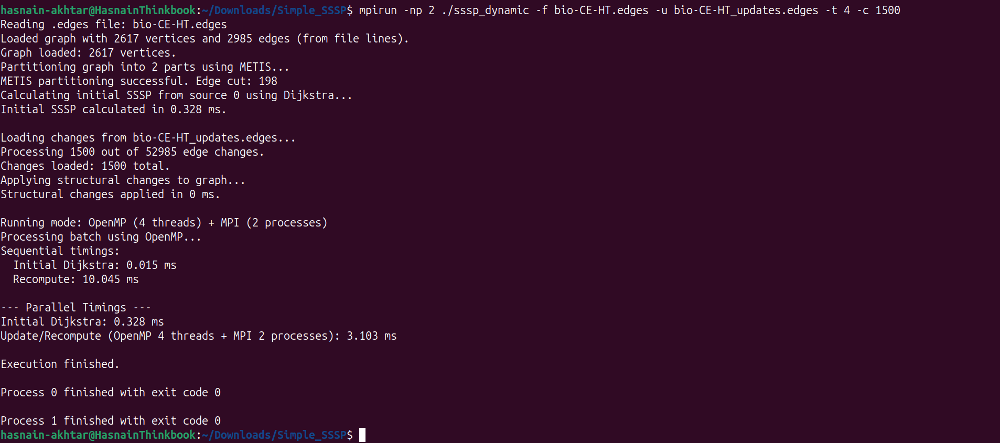 hasnain-akhtar@HasnainThinkbook:~/Downloads/Simple_SSSP$ mpirun -np 2 ./sssp_dynamic -f bio-CE-HT.edges -u bio-CE-HT_updates.edges -t 4 -c 1500
Reading .edges file: bio-CE-HT.edges
Loaded graph with 2617 vertices and 2985 edges (from file lines).
Graph loaded: 2617 vertices.
Partitioning graph into 2 parts using METIS...
METIS partitioning successful. Edge cut: 198
Calculating initial SSSP from source 0 using Dijkstra...
Initial SSSP calculated in 0.328 ms.

Loading changes from bio-CE-HT_updates.edges...
Processing 1500 out of 52985 edge changes.
Changes loaded: 1500 total.
Applying structural changes to graph...
Structural changes applied in 0 ms.

Running mode: OpenMP (4 threads) + MPI (2 processes)
Processing batch using OpenMP...
Sequential timings:
  Initial Dijkstra: 0.015 ms
  Recompute: 10.045 ms

--- Parallel Timings ---
Initial Dijkstra: 0.328 ms
Update/Recompute (OpenMP 4 threads + MPI 2 processes): 3.103 ms

Execution finished.

Process 0 finished with exit code 0

Process 1 finished with exit code 0
hasnain-akhtar@HasnainThinkbook:~/Downloads/Simple_SSSP$